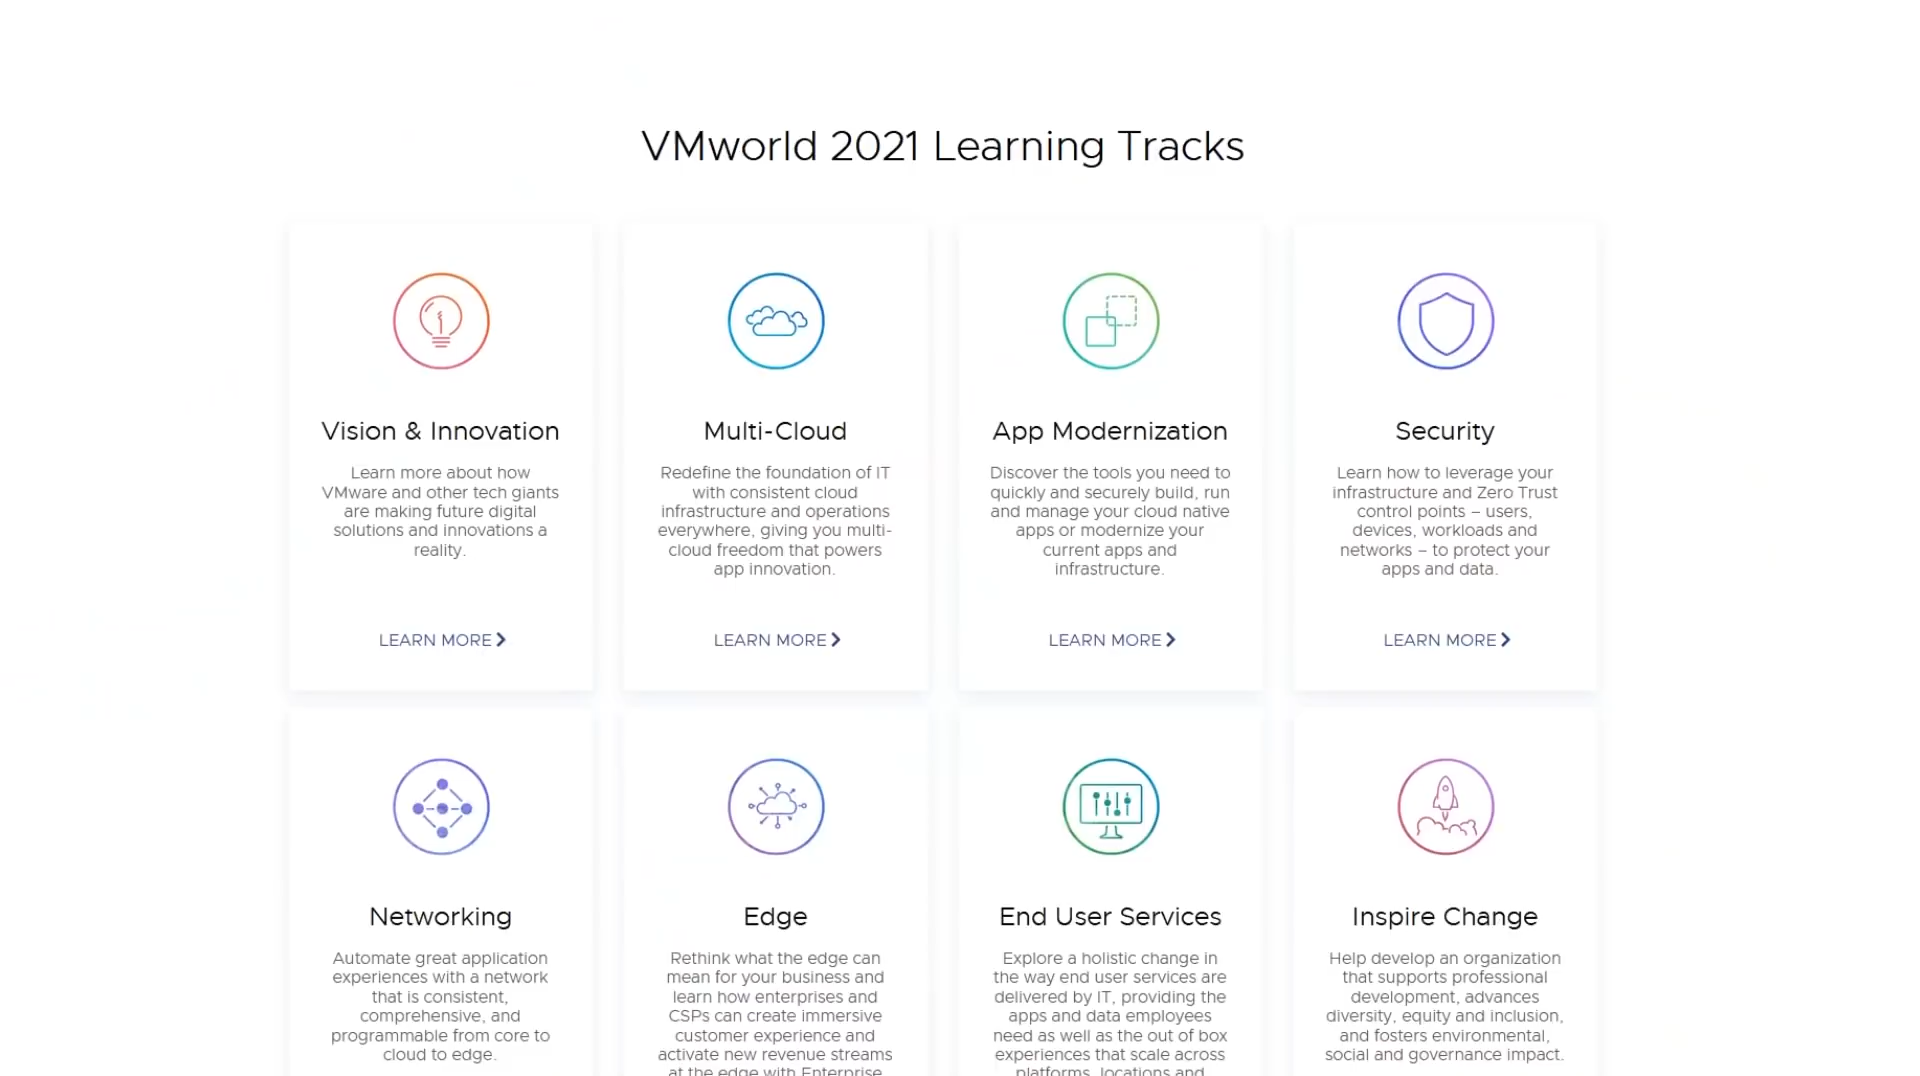 VMworld 2021 Learning Tracks
Vision & Innovation
Learn more about how
VMware and other tech giants
are making future digital
solutions and innovations a
reality.
LEARN MORE
Multi-Cloud
Redefine the foundation of IT
with consistent cloud
infrastructure and operations
everywhere, giving you multi-
cloud freedom that powers
app innovation.
LEARN MORE
App Modernization
Discover the tools you need to
quickly and securely build, run
and manage your cloud native
apps or modernize your
current apps and
infrastructure.
LEARN MORE
Security
Learn how to leverage your
infrastructure and Zero Trust
control points – users,
devices, workloads and
networks – to protect your
apps and data.
LEARN MORE
Networking
Automate great application
experiences with a network
that is consistent,
comprehensive, and
programmable from core to
cloud to edge.
Edge
Rethink what the edge can
mean for your business and
learn how enterprises and
CSPs can create immersive
customer experience and
activate new revenue streams
at the edge with Enterprise
End User Services
Explore a holistic change in
the way end user services are
delivered by IT, providing the
apps and data employees
need as well as the out of box
experiences that scale across
platforms, locations and
Inspire Change
Help develop an organization
that supports professional
development, advances
diversity, equity and inclusion,
and fosters environmental,
social and governance impact.